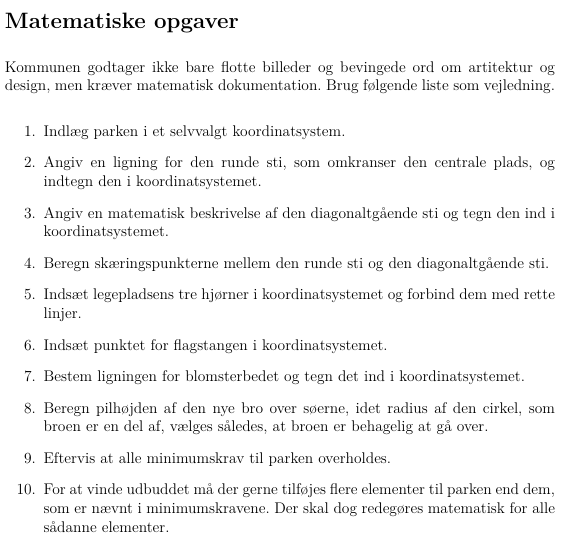 Matematiske opgaver
Kommunen godtager ikke bare flotte billeder og bevingede ord om artitektur og
design, men kræver matematisk dokumentation. Brug følgende liste som vejledning.
1. Indlæg parken i et selvvalgt koordinatsystem.
2. Angiv en ligning for den runde sti, som omkranser den centrale plads, og
indtegn den i koordinatsystemet.
3. Angiv en matematisk beskrivelse af den diagonaltgående sti og tegn den ind i
koordinatsystemet.
4. Beregn skæringspunkterne mellem den runde sti og den diagonaltgående sti.
5. Indsæt legepladsens tre hjørner i koordinatsystemet og forbind dem med rette
linjer.
6. Indsæt punktet for flagstangen i koordinatsystemet.
7. Bestem ligningen for blomsterbedet og tegn det ind i koordinatsystemet.
8. Beregn pilhøjden af den nye bro over søerne, idet radius af den cirkel, som
broen er en del af, vælges således, at broen er behagelig at gå over.
9. Eftervis at alle minimumskrav til parken overholdes.
10. For at vinde udbuddet må der gerne tilføjes flere elementer til parken end dem,
som er nævnt i minimumskravene. Der skal dog redegøres matematisk for alle
sådanne elementer.